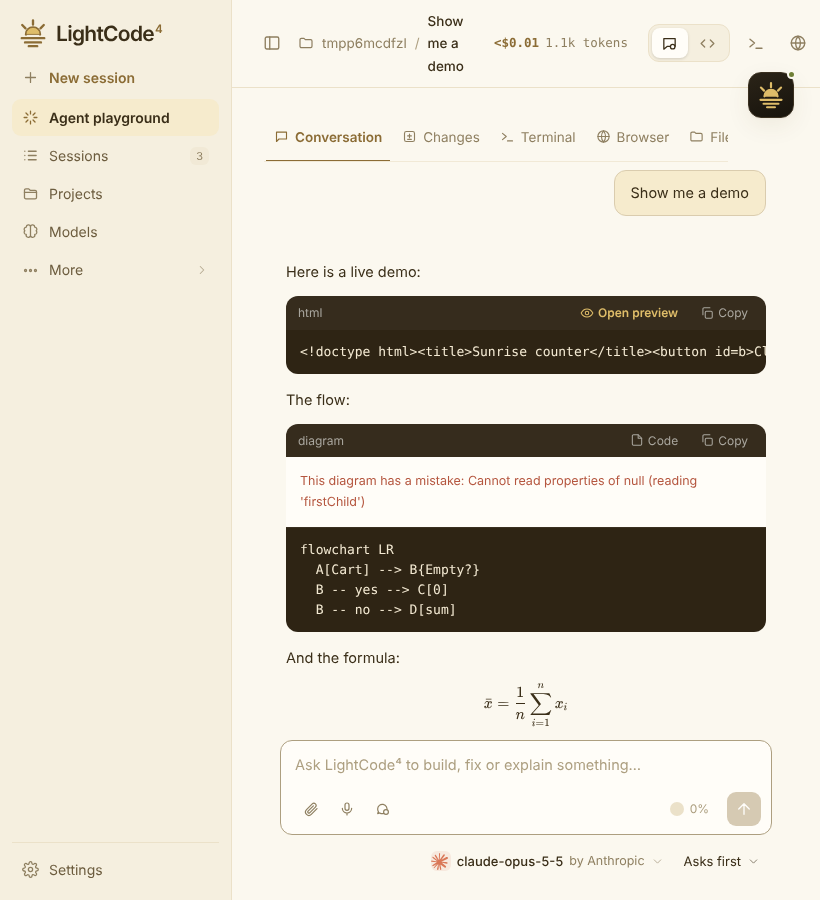 LightCode⁴
New session
Agent playground
Sessions 3
Projects
Models
More
Settings
tmpp6mcdfzl / Show me a demo
<$0.01 1.1k tokens
Conversation Changes Terminal Browser
Show me a demo
Here is a live demo:
html Open preview Copy
<!doctype html><title>Sunrise counter</title><button id=b>Cl
The flow:
diagram Code Copy
This diagram has a mistake: Cannot read properties of null (reading
'firstChild')
flowchart LR
A[Cart] --> B{Empty?}
B -- yes --> C[0]
B -- no --> D[sum]
And the formula:
x̄ = 1/n ∑ i=1 n xᵢ
Ask LightCode⁴ to build, fix or explain something...
0%
claude-opus-5-5 by Anthropic Asks first